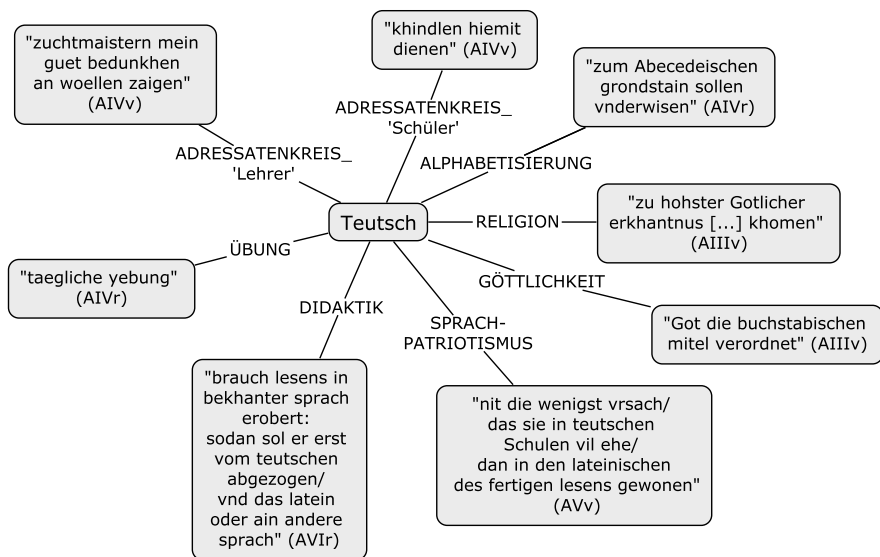 "zuchtmaistern mein
guet bedunkhen
an woellen zaigen"
(AIVv)
"khindlen hiemit
dienen" (AIVv)
"zum Abecedeischen
grondstain sollen
vnderwisen" (AIVr)
ADRESSATENKREIS_
'Lehrer'
ADRESSATENKREIS_
'Schüler'
ALPHABETISIERUNG
Teutsch
RELIGION
"zu hohster Gotlicher
erkhantnus [...] khomen"
(AIIIv)
ÜBUNG
"taegliche yebung"
(AIVr)
GÖTTLICHKEIT
"Got die buchstabischen
mitel verordnet" (AIIIv)
DIDAKTIK
SPRACH-
PATRIOTISMUS
"brauch lesens in
bekhanter sprach
erobert:
sodan sol er erst
vom teutschen
abgezogen/
vnd das latein
oder ain andere
sprach" (AVIr)
"nit die wenigst vrsach/
das sie in teutschen
Schulen vil ehe/
dan in den lateinischen
des fertigen lesens gewonen"
(AVv)